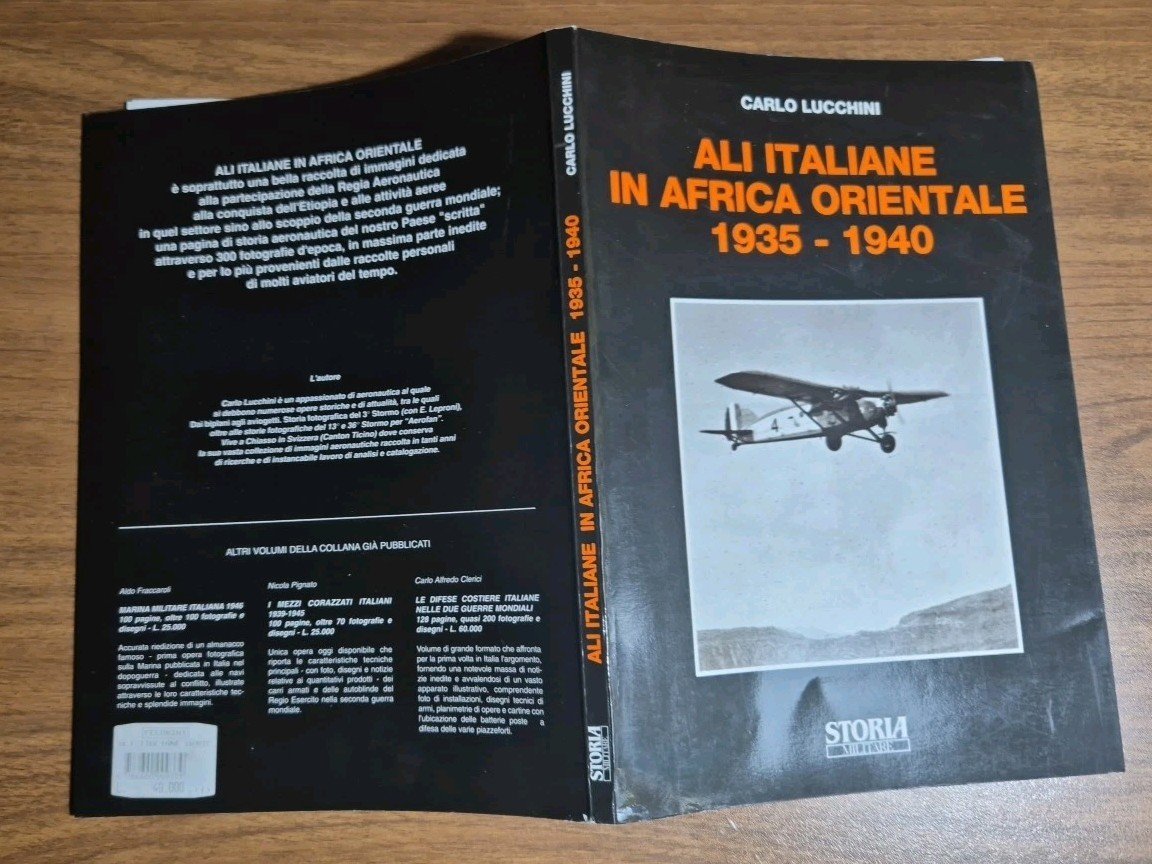 ALI ITALIANE IN AFRICA ORIENTALE
è soprattutto una bella raccolta di immagini dedicata
alla partecipazione della Regia Aeronautica
alla conquista dell'Etiopia e alle attività aeree
in quel settore sino allo scoppio della seconda guerra mondiale;
una pagina di storia aeronautica del nostro Paese "scritta"
attraverso 300 fotografie d'epoca, in massima parte inedite
e per lo più provenienti dalle raccolte personali
di molti aviatori del tempo.
L'autore
Carlo Lucchini è un appassionato di aeronautica al quale
si debbono numerose opere storiche e di attualità, tra le quali
Dai biplani agli aviogetti. Storia fotografica del 3° Stormo (con E. Leproni),
oltre alle storie fotografiche del 13° e 36° Stormo per "Aerofan".
Vive a Chiasso in Svizzera (Canton Ticino) dove conserva
la sua vasta collezione di immagini aeronautiche raccolta in tanti anni
di ricerche e di instancabile lavoro di analisi e catalogazione.
ALTRI VOLUMI DELLA COLLANA GIÀ PUBBLICATI
Aldo Fraccaroli
MARINA MILITARE ITALIANA 1946
100 pagine, oltre 100 fotografie e
disegni - L. 25.000
Accurata riedizione di un almanacco
famoso - prima opera fotografica
sulla Marina pubblicata in Italia nel
dopoguerra - dedicata alle navi
sopravvissute al conflitto, illustrate
attraverso le loro caratteristiche tec-
niche e splendide immagini.
Nicola Pignato
I MEZZI CORAZZATI ITALIANI
1939-1945
100 pagine, oltre 70 fotografie e
disegni - L. 25.000
Unica opera oggi disponibile che
riporta le caratteristiche tecniche
principali - con foto, disegni e notizie
relative ai quantitativi prodotti - dei
carri armati e delle autoblinde del
Regio Esercito nella seconda guerra
mondiale.
Carlo Alfredo Clerici
LE DIFESE COSTIERE ITALIANE
NELLE DUE GUERRE MONDIALI
128 pagine, quasi 200 fotografie e
disegni - L. 60.000
Volume di grande formato che affronta
per la prima volta in Italia l'argomento,
fornendo una notevole massa di noti-
zie inedite e avvalendosi di un vasto
apparato illustrativo, comprendente
foto di installazioni, disegni tecnici di
armi, planimetrie di opere e cartine con
l'ubicazione delle batterie poste a
difesa delle varie piazzeforti.
40.000
CARLO LUCCHINI
ALI ITALIANE IN AFRICA ORIENTALE 1935 - 1940
STORIA
MILITARE
CARLO LUCCHINI
ALI ITALIANE
IN AFRICA ORIENTALE
1935 - 1940
4
STORIA
MILITARE